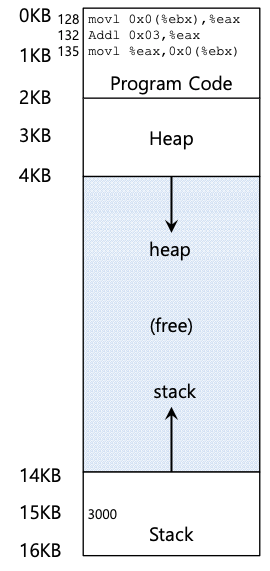 0KB
128 movl 0x0(%ebx),%eax
132 Addl 0x03,%eax
135 movl %eax,0x0(%ebx)
1KB
Program Code
2KB
3KB
Heap
4KB
heap
(free)
stack
14KB
15KB
3000
Stack
16KB